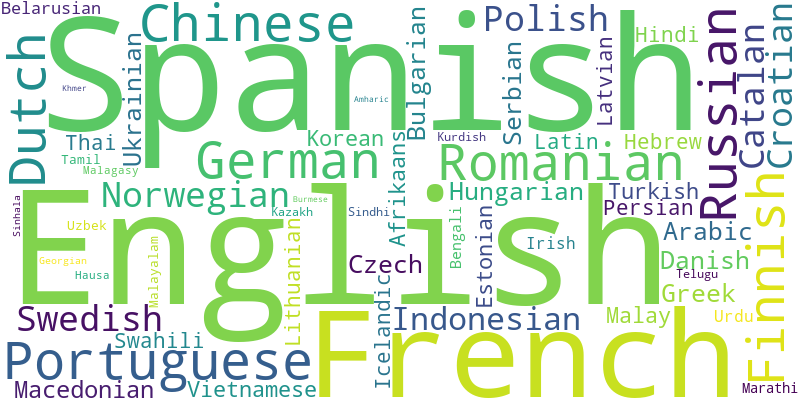 Belarusian
Spanish
Chinese
Polish
Hindi
Russian
Catalan
Croatian
Dutch
Ukrainian
Khmer
Amharic
Bulgarian
Serbian
Latvian
Thai
Korean
Kurdish
Latin
Hebrew
Tamil
Malagasy
German
Afrikaans
Romanian
Norwegian
Hungarian
Turkish
Persian
Finnish
Sinhala
English
Burmese
Kazakh
Sindhi
Bengali
Estonian
Irish
Arabic
Uzbek
Malayalam
Lithuanian
Czech
Danish
Georgian
Hausa
Icelandic
Telugu
Greek
Swedish
French
Indonesian
Malay
Urdu
Swahili
Portuguese
Macedonian
Vietnamese
Marathi